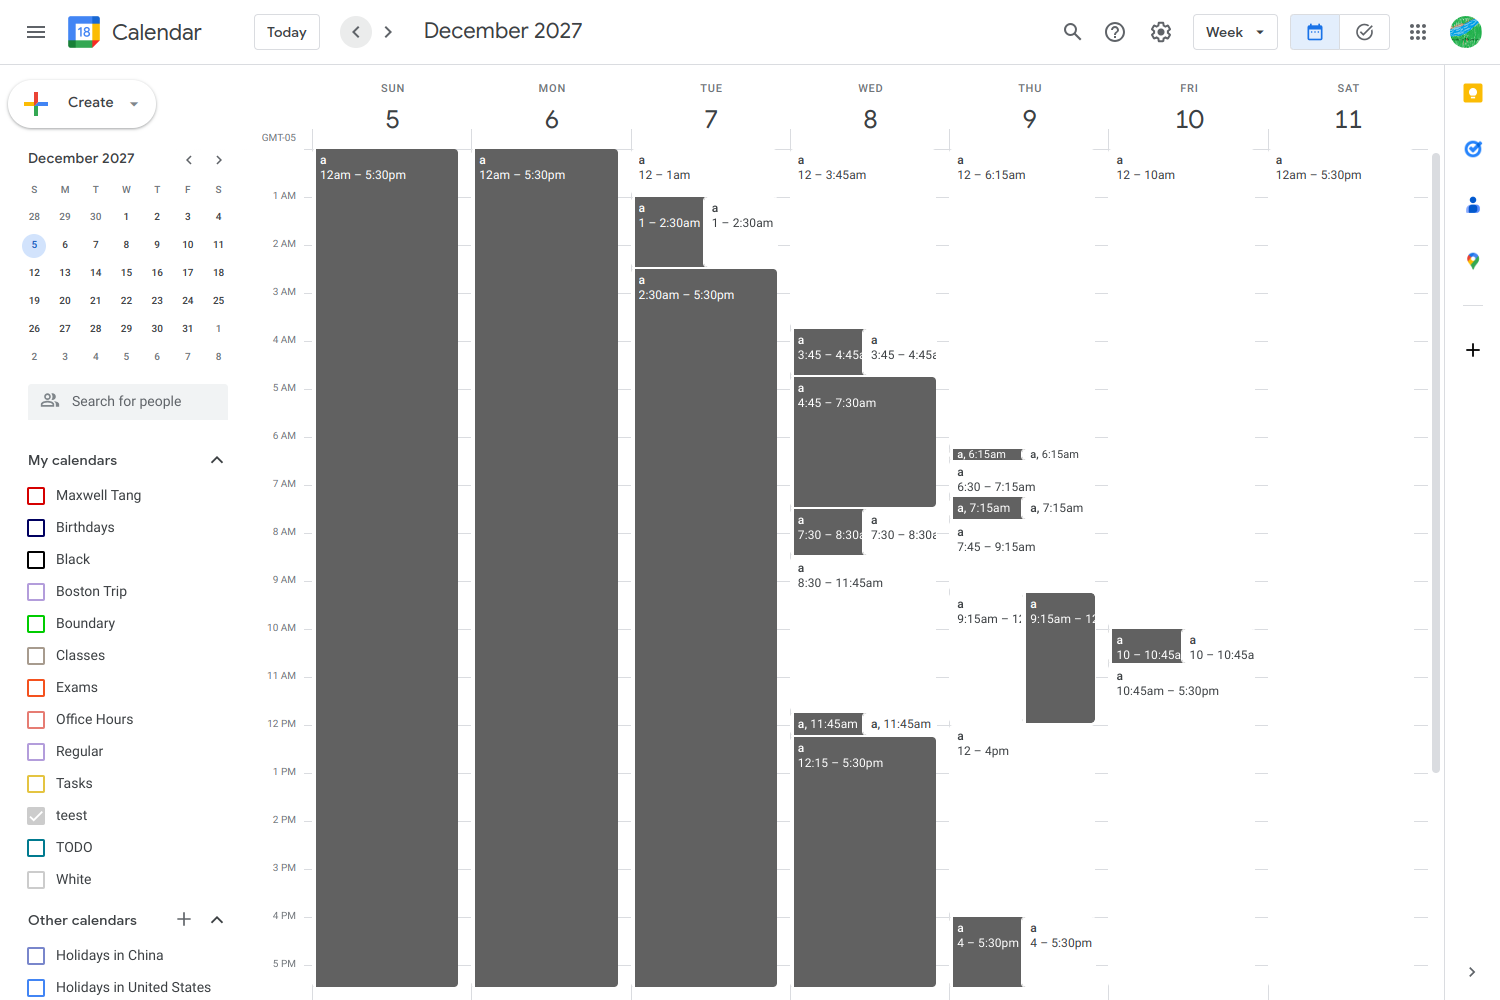 18 Calendar Today December 2027 Week
Create
December 2027
S M T W T F S
28 29 30 1 2 3 4
5 6 7 8 9 10 11
12 13 14 15 16 17 18
19 20 21 22 23 24 25
26 27 28 29 30 31 1
2 3 4 5 6 7 8
Search for people
My calendars
Maxwell Tang
Birthdays
Black
Boston Trip
Boundary
Classes
Exams
Office Hours
Regular
Tasks
teest
TODO
White
Other calendars
Holidays in China
Holidays in United States
SUN MON TUE WED THU FRI SAT
5 6 7 8 9 10 11
GMT-05
1 AM
2 AM
3 AM
4 AM
5 AM
6 AM
7 AM
8 AM
9 AM
10 AM
11 AM
12 PM
1 PM
2 PM
3 PM
4 PM
5 PM
a
12am – 5:30pm
a
12am – 5:30pm
a
12 – 1am
a
1 – 2:30am
a
1 – 2:30am
a
2:30am – 5:30pm
a
12 – 3:45am
a
3:45 – 4:45a
a
3:45 – 4:45a
a
4:45 – 7:30am
a
7:30 – 8:30a
a
7:30 – 8:30a
a
8:30 – 11:45am
a, 11:45am
a, 11:45am
a
12:15 – 5:30pm
a
12 – 6:15am
a, 6:15am
a, 6:15am
a
6:30 – 7:15am
a, 7:15am
a, 7:15am
a
7:45 – 9:15am
a
9:15am – 12
a
9:15am – 12
a
12 – 4pm
a
4 – 5:30pm
a
4 – 5:30pm
a
12 – 10am
a
10 – 10:45a
a
10 – 10:45a
a
10:45am – 5:30pm
a
12am – 5:30pm